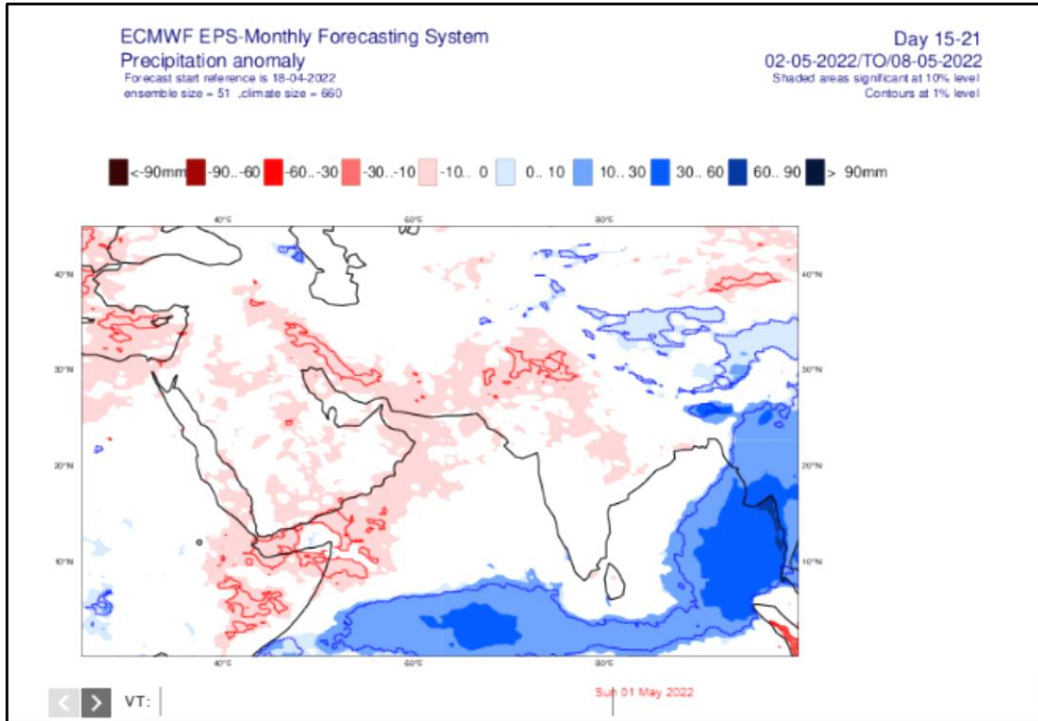 ECMWF EPS-Monthly Forecasting System
Precipitation anomaly
Forecast start reference is 18-04-2022
ensemble size = 51 ,climate size = 660
Day 15-21
02-05-2022/TO/08-05-2022
Shaded areas significant at 10% level
Contours at 1% level
<-90mm -90..-60 -60..-30 -30..-10 -10.. 0 0.. 10 10.. 30 30.. 60 60.. 90 > 90mm
40°E 60°E 80°E
40°N 40°N
30°N 30°N
20°N 20°N
10°N 10°N
40°E 60°E 80°E
VT:
Sun 01 May 2022